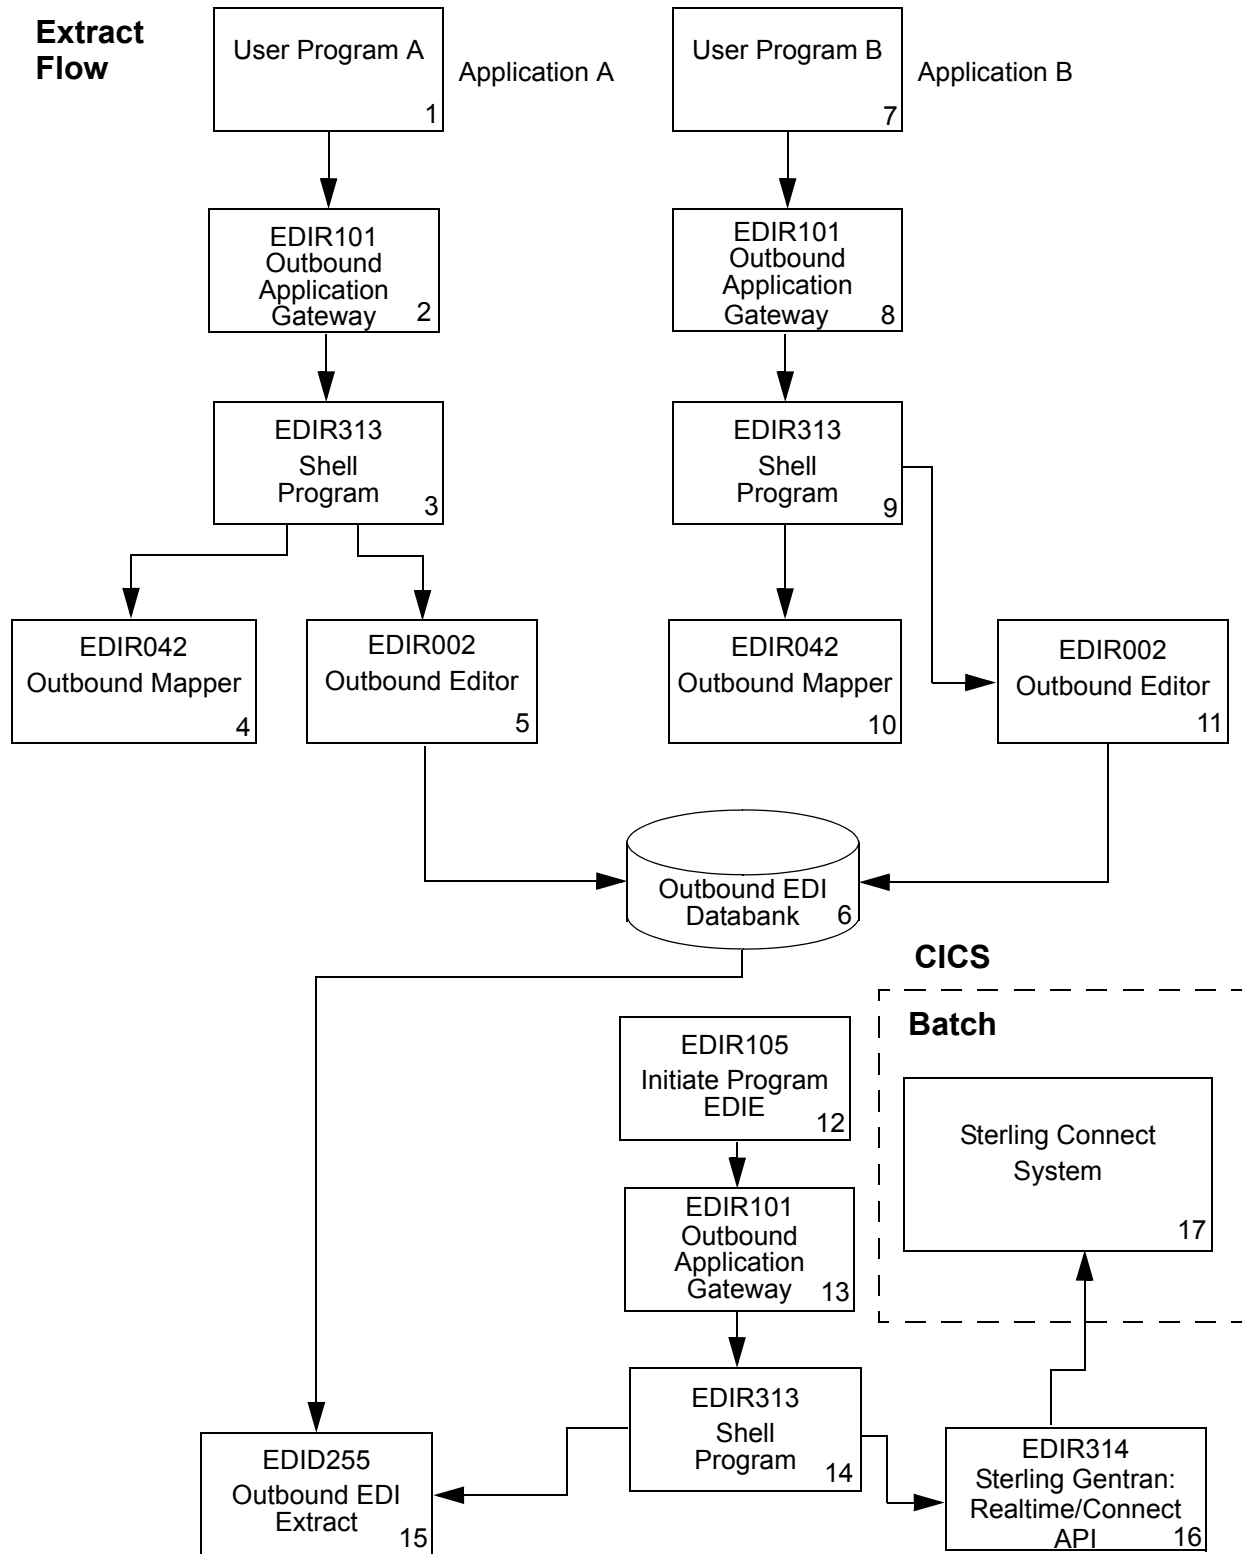 Extract
Flow
User Program A
1
Application A
User Program B
7
Application B
EDIR101
Outbound
Application
Gateway 2
EDIR101
Outbound
Application
Gateway 8
EDIR313
Shell
Program
3
EDIR313
Shell
Program
9
EDIR042
Outbound Mapper
4
EDIR002
Outbound Editor
5
EDIR042
Outbound Mapper
10
EDIR002
Outbound Editor
11
Outbound EDI
Databank 6
CICS
Batch
EDIR105
Initiate Program
EDIE
12
Sterling Connect
System
17
EDIR101
Outbound
Application
Gateway 13
EDIR313
Shell
Program
14
EDID255
Outbound EDI
Extract
15
EDIR314
Sterling Gentran:
Realtime/Connect
API 16